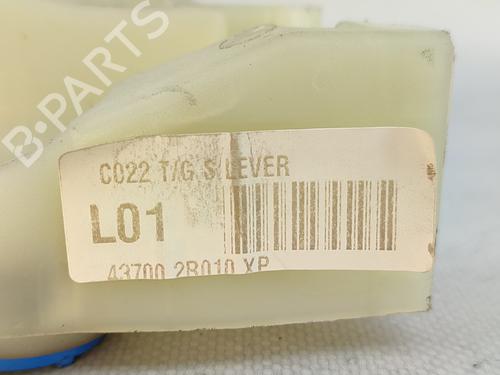 B-PARTS
C022 T/G S/LEVER
L01
43700 2B010 XP